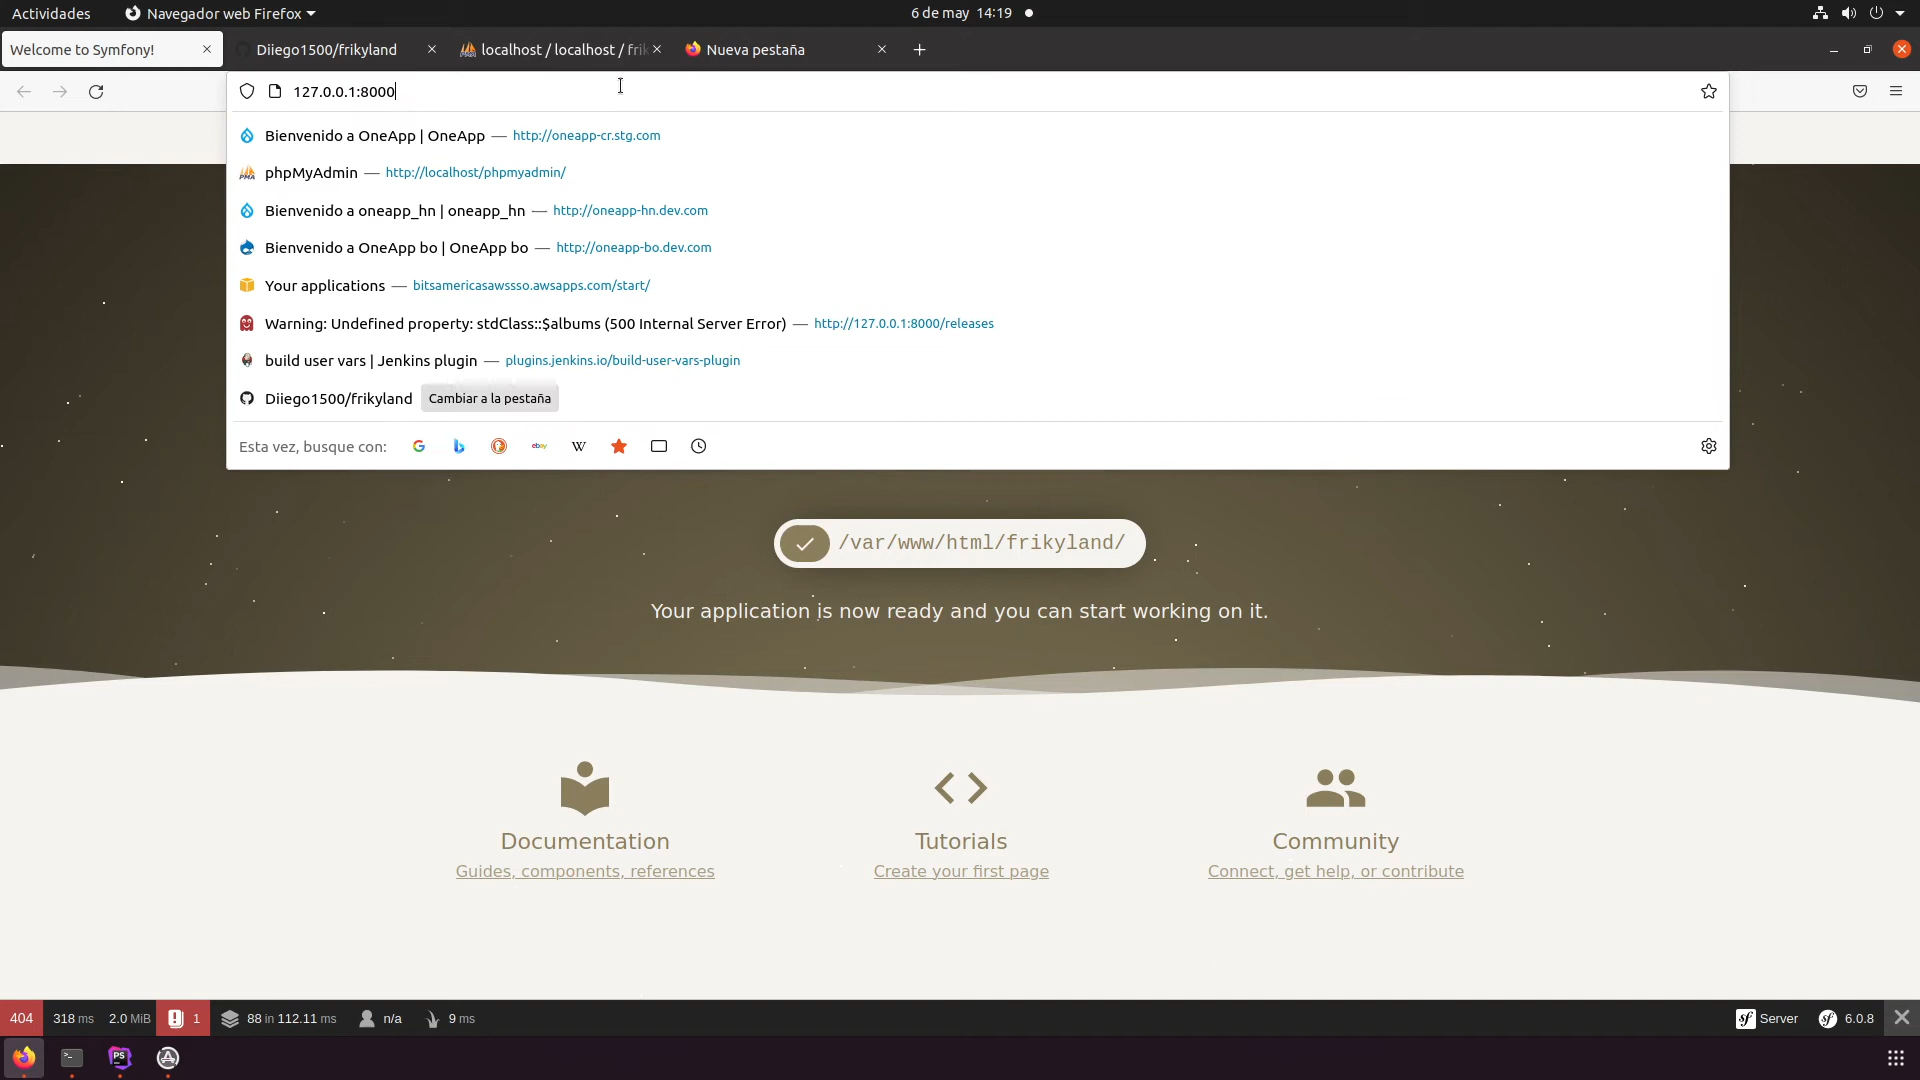 Actividades
Navegador web Firefox
6 de may 14:19
Welcome to Symfony!
Diiego1500/frikyland
localhost / localhost / frik
Nueva pestaña
127.0.0.1:8000
Bienvenido a OneApp | OneApp — http://oneapp-cr.stg.com
phpMyAdmin — http://localhost/phpmyadmin/
Bienvenido a oneapp_hn | oneapp_hn — http://oneapp-hn.dev.com
Bienvenido a OneApp bo | OneApp bo — http://oneapp-bo.dev.com
Your applications — bitsamericasawssso.awsapps.com/start/
Warning: Undefined property: stdClass::$albums (500 Internal Server Error) — http://127.0.0.1:8000/releases
build user vars | Jenkins plugin — plugins.jenkins.io/build-user-vars-plugin
Diiego1500/frikyland Cambiar a la pestaña
Esta vez, busque con:
/var/www/html/frikyland/
Your application is now ready and you can start working on it.
Documentation
Guides, components, references
Tutorials
Create your first page
Community
Connect, get help, or contribute
404 318 ms 2.0 MiB 1 88 in 112.11 ms n/a 9 ms Server 6.0.8